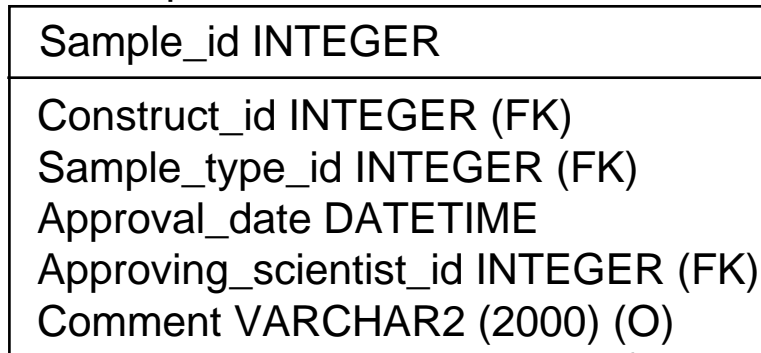 Sample_id INTEGER
Construct_id INTEGER (FK)
Sample_type_id INTEGER (FK)
Approval_date DATETIME
Approving_scientist_id INTEGER (FK)
Comment VARCHAR2 (2000) (O)